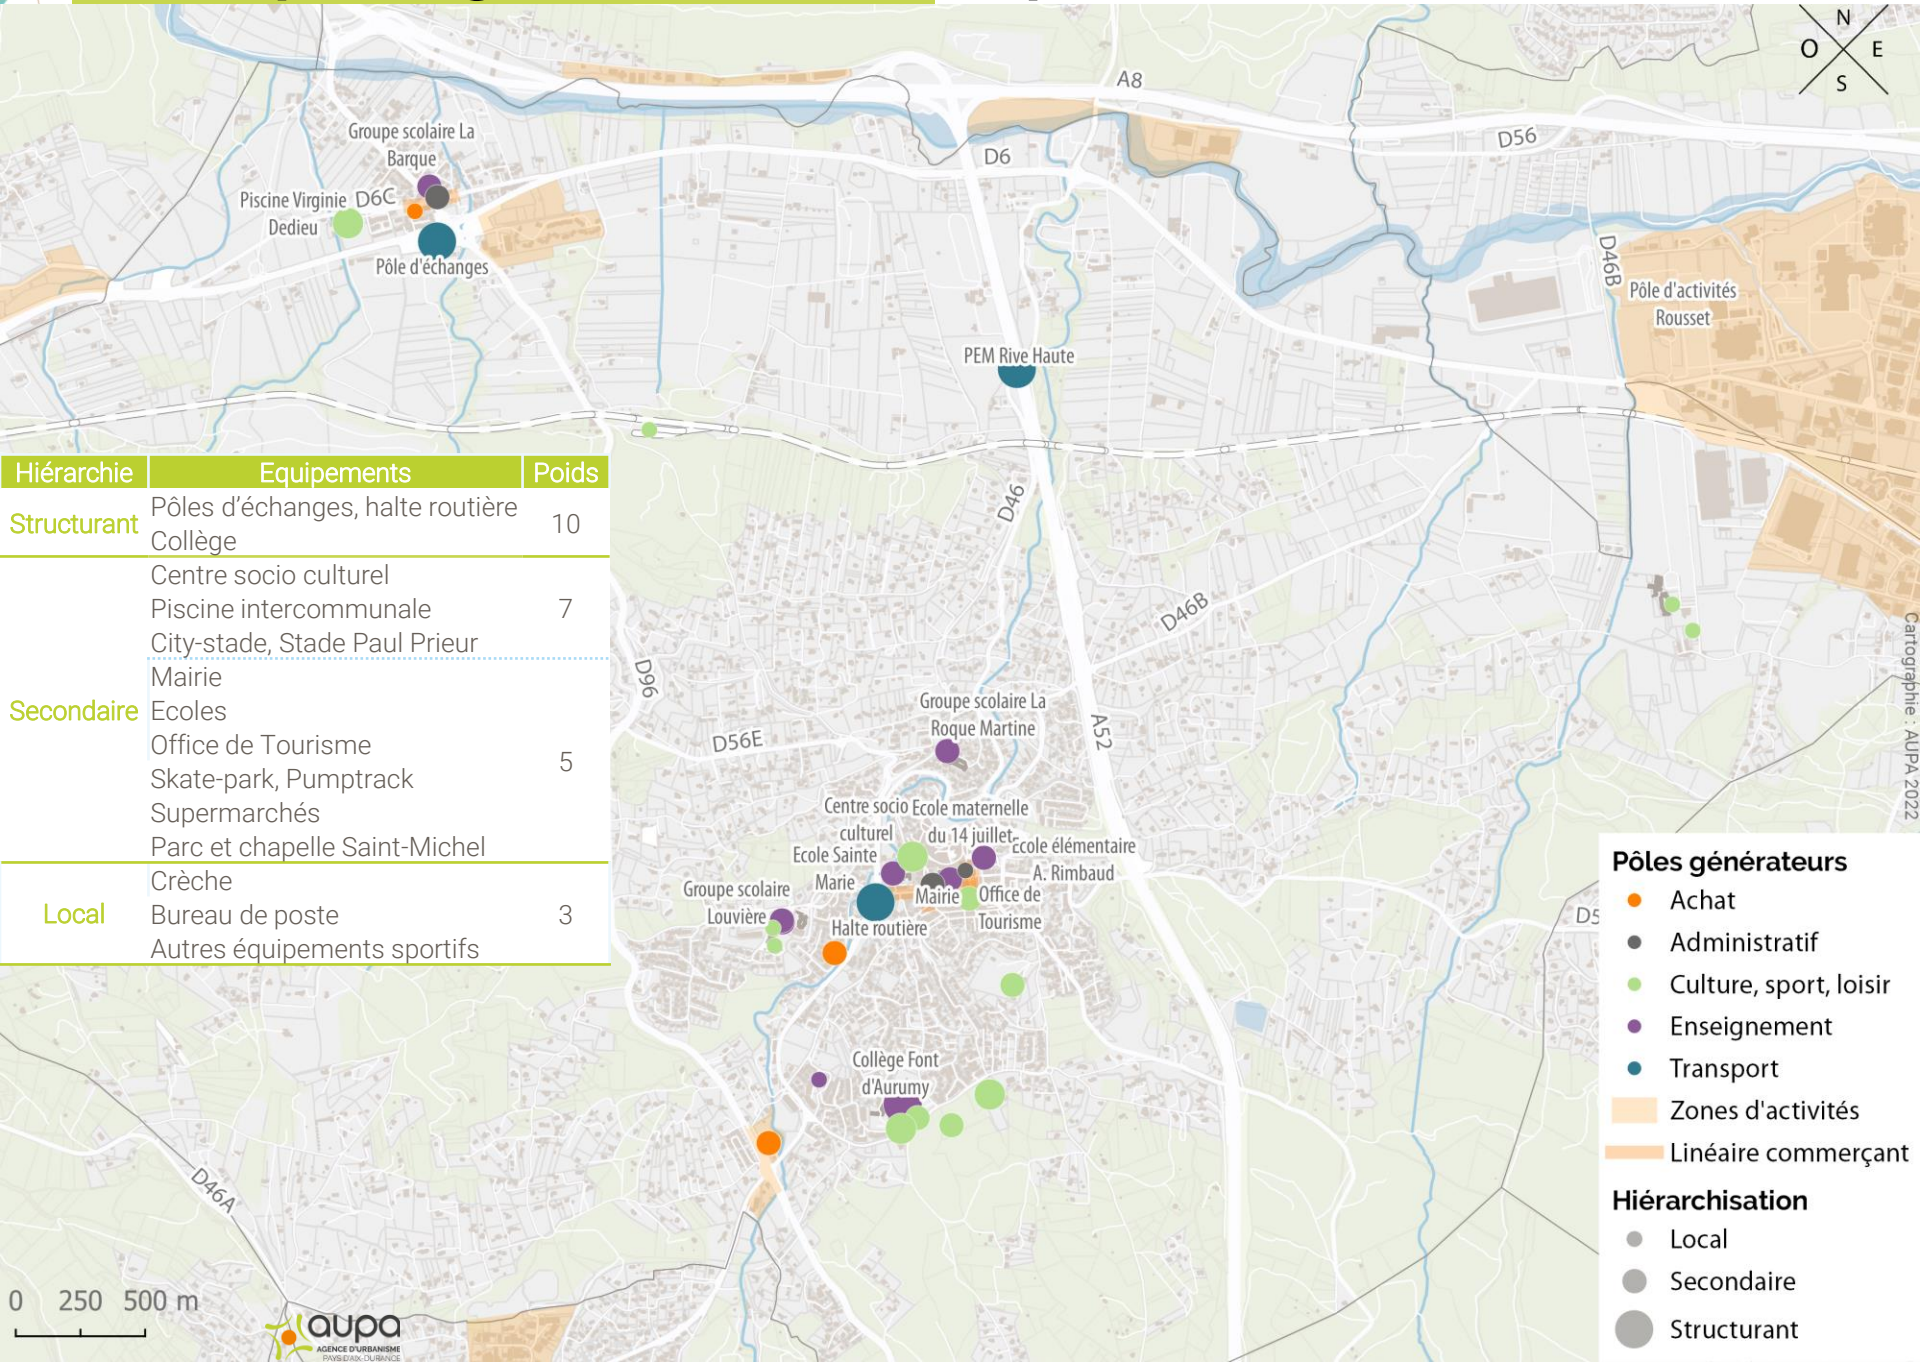 N
O E
S
A8
D56
D6
Groupe scolaire La
Barque
Piscine Virginie
Dedieu
D6C
Pôle d'échanges
D46B
Pôle d'activités
Rousset
PEM Rive Haute
D46
D46B
D96
D56E
A52
Hiérarchie Equipements Poids
Structurant
Pôles d'échanges, halte routière
Collège
10
Secondaire
Centre socio culturel
Piscine intercommunale
City-stade, Stade Paul Prieur
7
Mairie
Ecoles
Office de Tourisme
Skate-park, Pumptrack
Supermarchés
Parc et chapelle Saint-Michel
5
Local
Crèche
Bureau de poste
Autres équipements sportifs
3
Groupe scolaire La
Roque Martine
Centre socio
culturel
Ecole maternelle
du 14 juillet
Ecole élémentaire
A. Rimbaud
Ecole Sainte
Marie
Mairie
Office de
Tourisme
Groupe scolaire
Louvière
Halte routière
Collège Font
d'Aurumy
D46A
Cartographie : AUPA 2022
Pôles générateurs
Achat
Administratif
Culture, sport, loisir
Enseignement
Transport
Zones d'activités
Linéaire commerçant
Hiérarchisation
Local
Secondaire
Structurant
0 250 500 m
aupa
AGENCE D'URBANISME
PAYS D'AIX-DURANCE